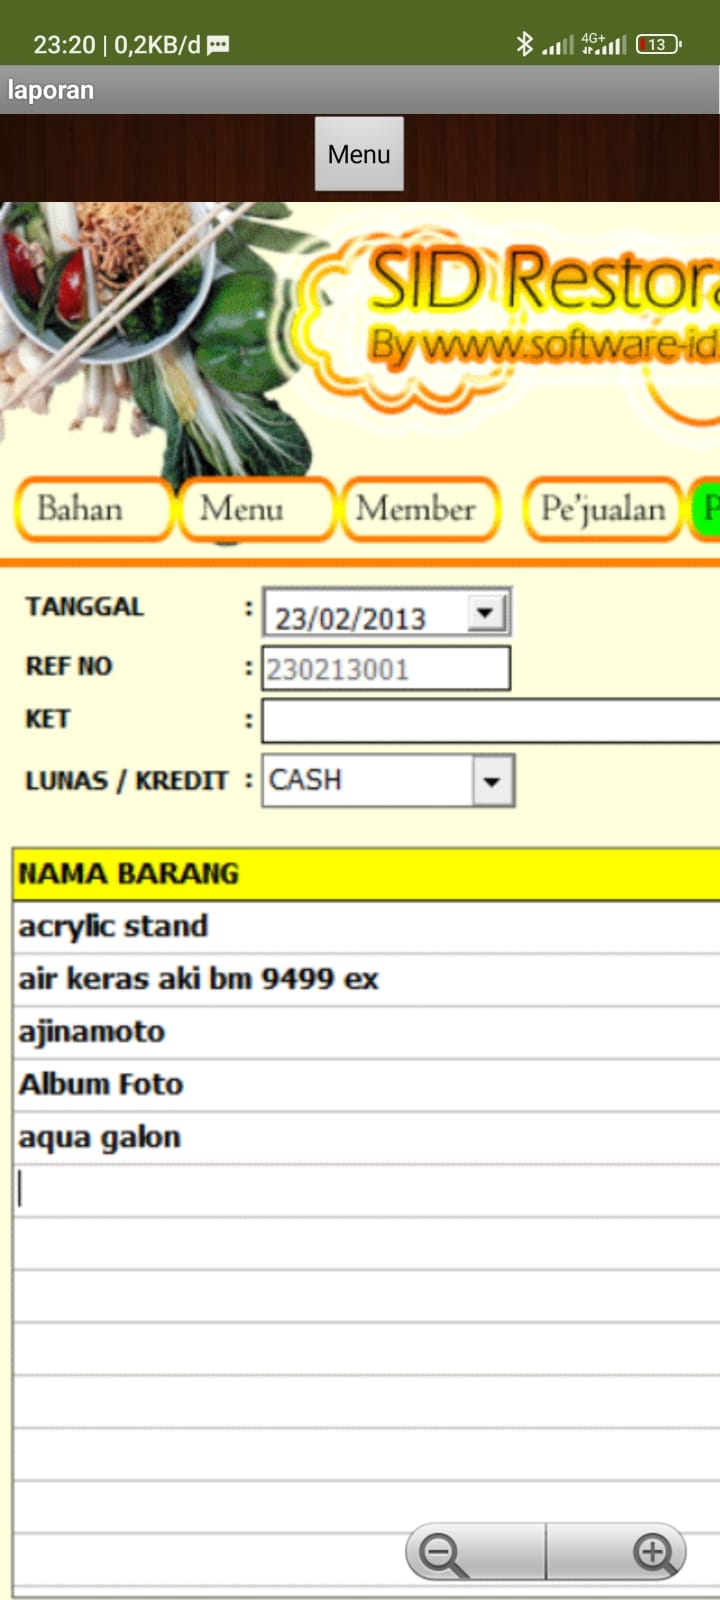 23:20 | 0,2KB/d 4G+ 13
laporan
Menu
SID Restor
By www.software-id
Bahan Menu Member Pe'jualan P
TANGGAL : 23/02/2013
REF NO : 230213001
KET :
LUNAS / KREDIT : CASH
NAMA BARANG
acrylic stand
air keras aki bm 9499 ex
ajinamoto
Album Foto
aqua galon